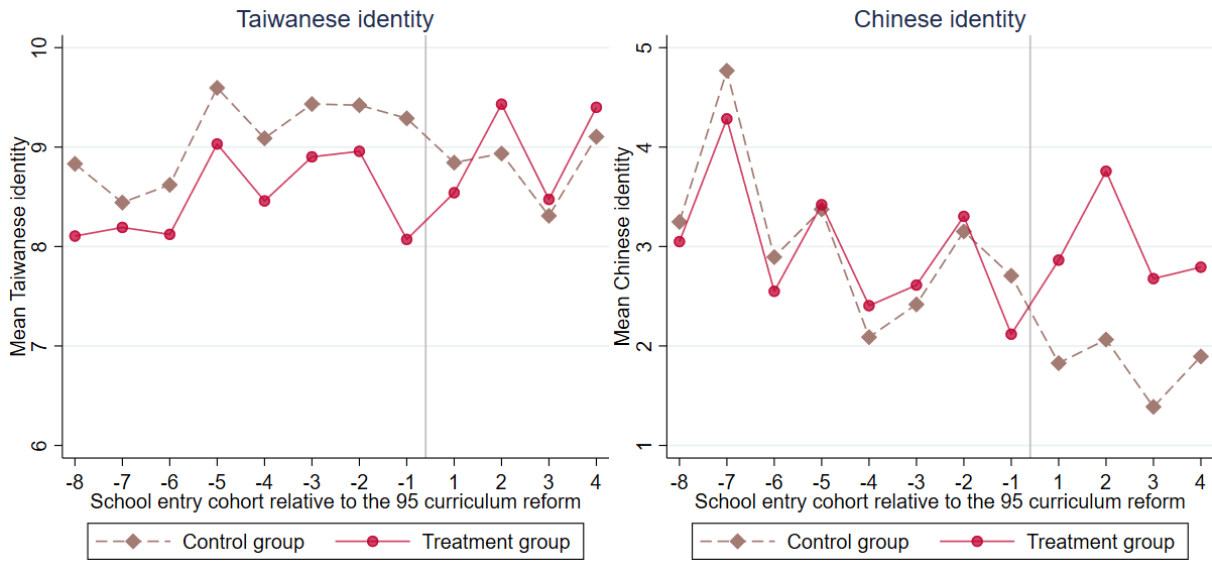 Taiwanese identity
Mean Taiwanese identity
10
9
8
7
6
-8 -7 -6 -5 -4 -3 -2 -1 1 2 3 4
School entry cohort relative to the 95 curriculum reform
Control group Treatment group
Chinese identity
Mean Chinese identity
5
4
3
2
1
-8 -7 -6 -5 -4 -3 -2 -1 1 2 3 4
School entry cohort relative to the 95 curriculum reform
Control group Treatment group